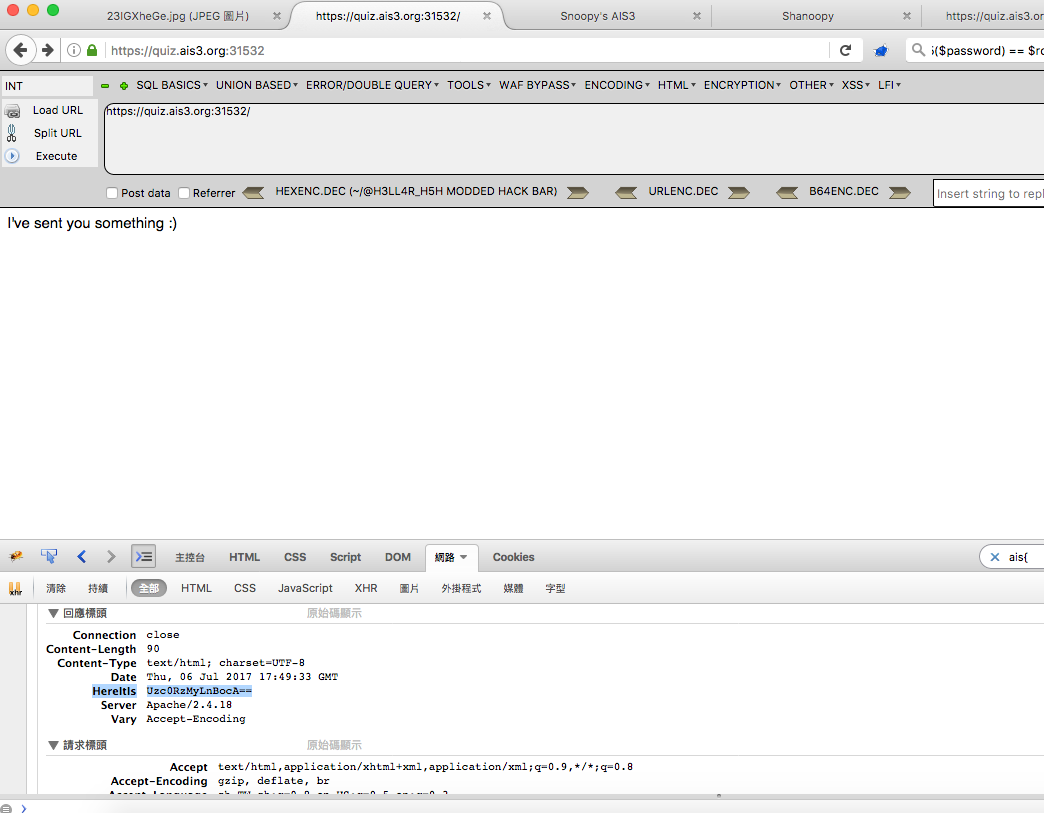 23IGXheGe.jpg (JPEG 圖片)
https://quiz.ais3.org:31532/
Snoopy's AIS3
Shanoopy
https://quiz.ais3.o
https://quiz.ais3.org:31532
($password) == $ro
INT
SQL BASICS UNION BASED ERROR/DOUBLE QUERY TOOLS WAF BYPASS ENCODING HTML ENCRYPTION OTHER XSS LFI
Load URL
Split URL
Execute
https://quiz.ais3.org:31532/
Post data Referrer HEXENC.DEC (~/@H3LL4R_H5H MODDED HACK BAR) URLENC.DEC B64ENC.DEC Insert string to repl
I've sent you something :)
主控台 HTML CSS Script DOM 網路 Cookies ais{
xhr 清除 持續 全部 HTML CSS JavaScript XHR 圖片 外掛程式 媒體 字型
回應標頭 原始碼顯示
Connection close
Content-Length 90
Content-Type text/html; charset=UTF-8
Date Thu, 06 Jul 2017 17:49:33 GMT
HereItIs Uzc0RzMyLnBocA==
Server Apache/2.4.18
Vary Accept-Encoding
請求標頭 原始碼顯示
Accept text/html,application/xhtml+xml,application/xml;q=0.9,*/*;q=0.8
Accept-Encoding gzip, deflate, br
Accept-Language